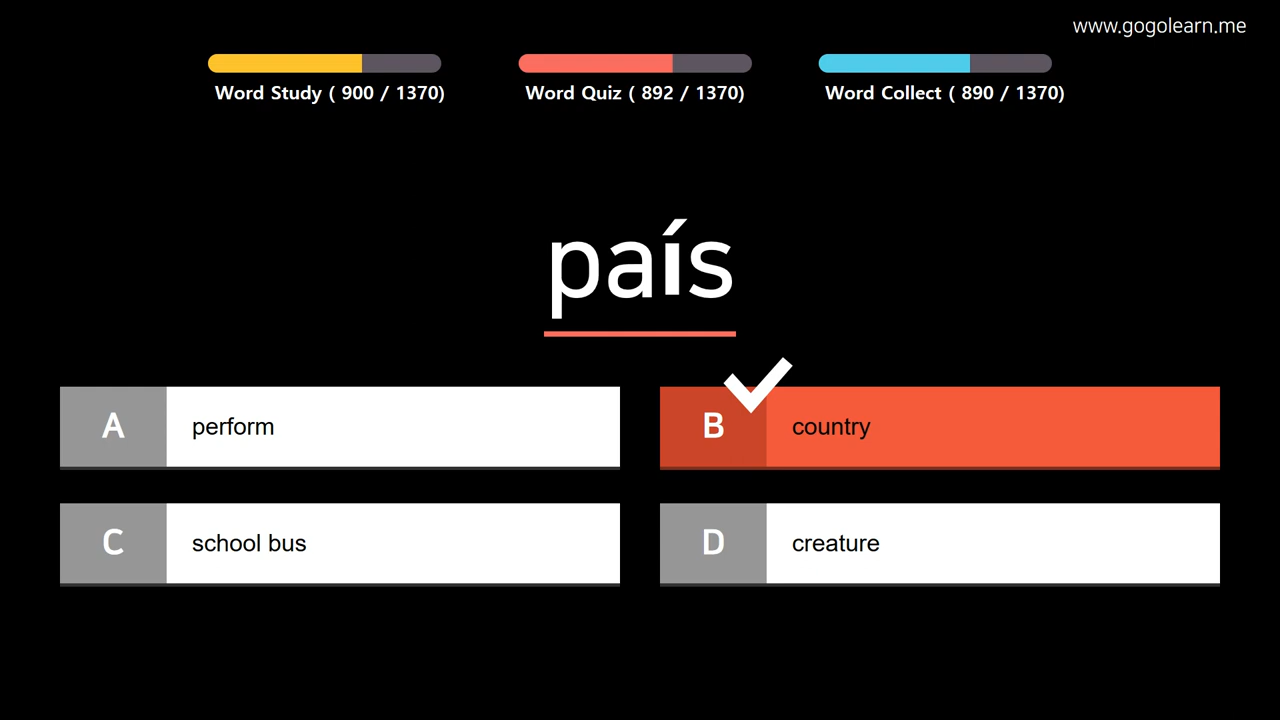 www.gogolearn.me
Word Study ( 900 / 1370)
Word Quiz ( 892 / 1370)
Word Collect ( 890 / 1370)
país
A perform
B country
C school bus
D creature